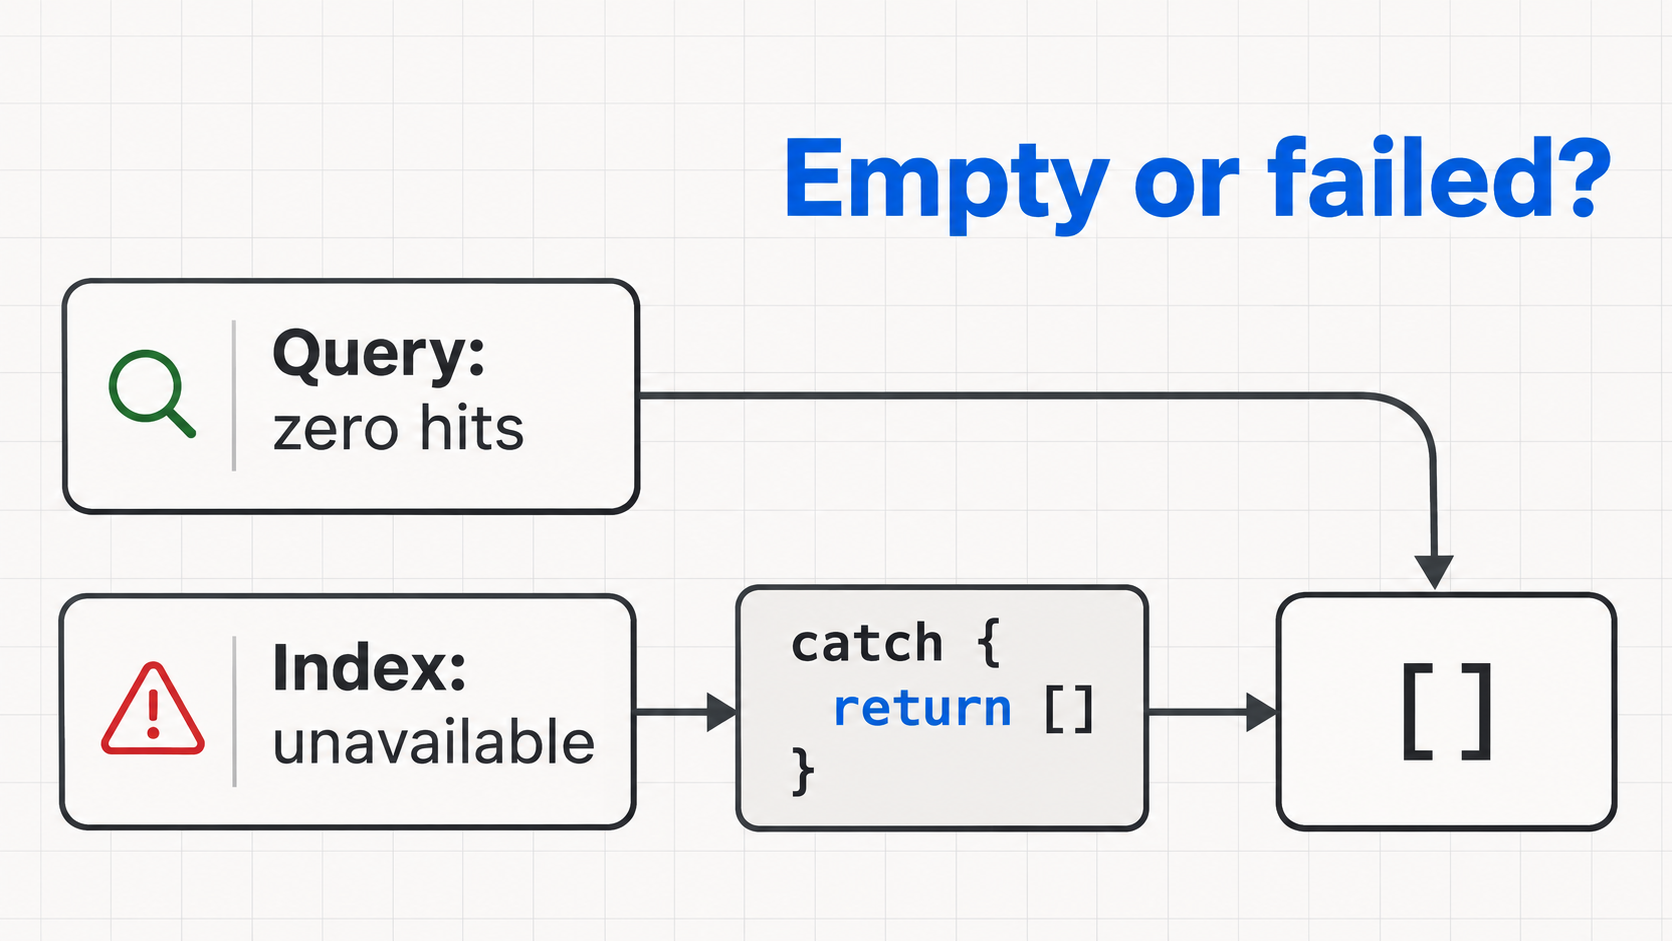 Empty or failed?
Query:
zero hits
Index:
unavailable
catch {
  return []
}
[]